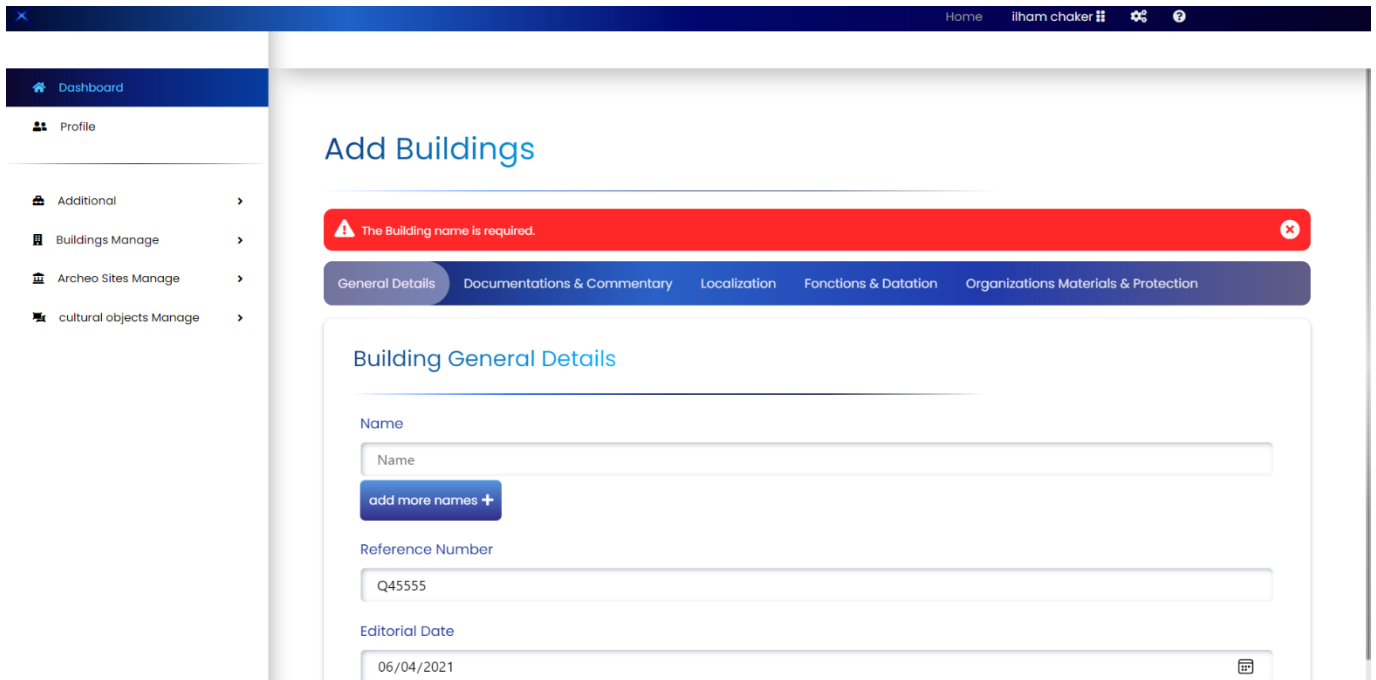 Home ilham chaker
Dashboard
Profile
Additional
Buildings Manage
Archeo Sites Manage
cultural objects Manage
Add Buildings
The Building name is required.
General Details Documentations & Commentary Localization Fonctions & Datation Organizations Materials & Protection
Building General Details
Name
Name
add more names +
Reference Number
Q45555
Editorial Date
06/04/2021